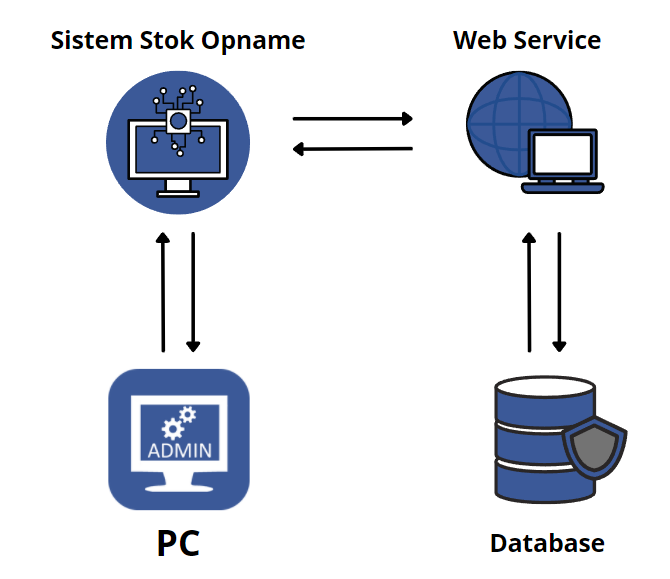 Sistem Stok Opname
Web Service
ADMIN
PC
Database